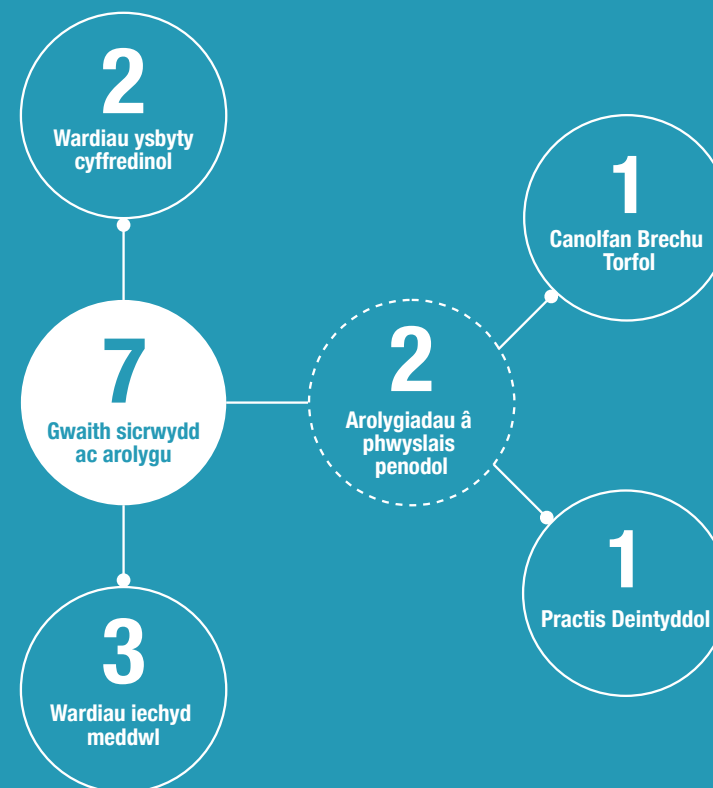 2
Wardiau ysbyty
cyffredinol
1
Canolfan Brechu
Torfol
7
Gwaith sicrwydd
ac arolygu
2
Arolygiadau â
phwyslais
penodol
1
Practis Deintyddol
3
Wardiau iechyd
meddwl